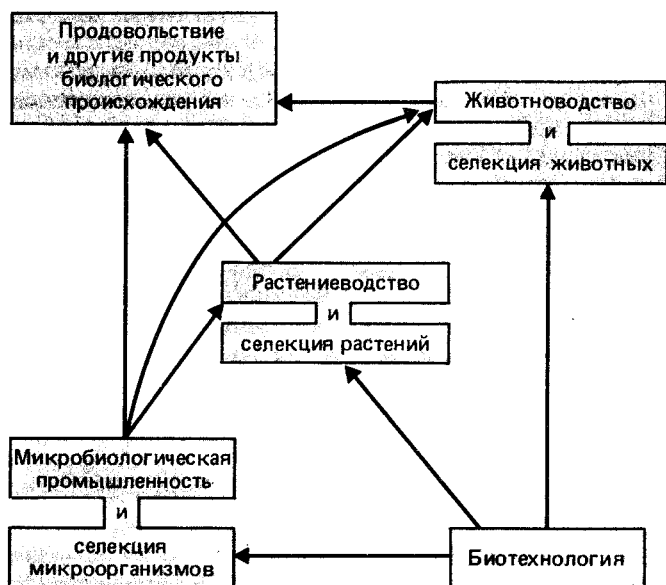 Продовольствие
и другие продукты
биологического
происхождения
Животноводство
и
селекция животных
Растениеводство
и
селекция растений
Микробиологическая
промышленность
и
селекция
микроорганизмов
Биотехнология